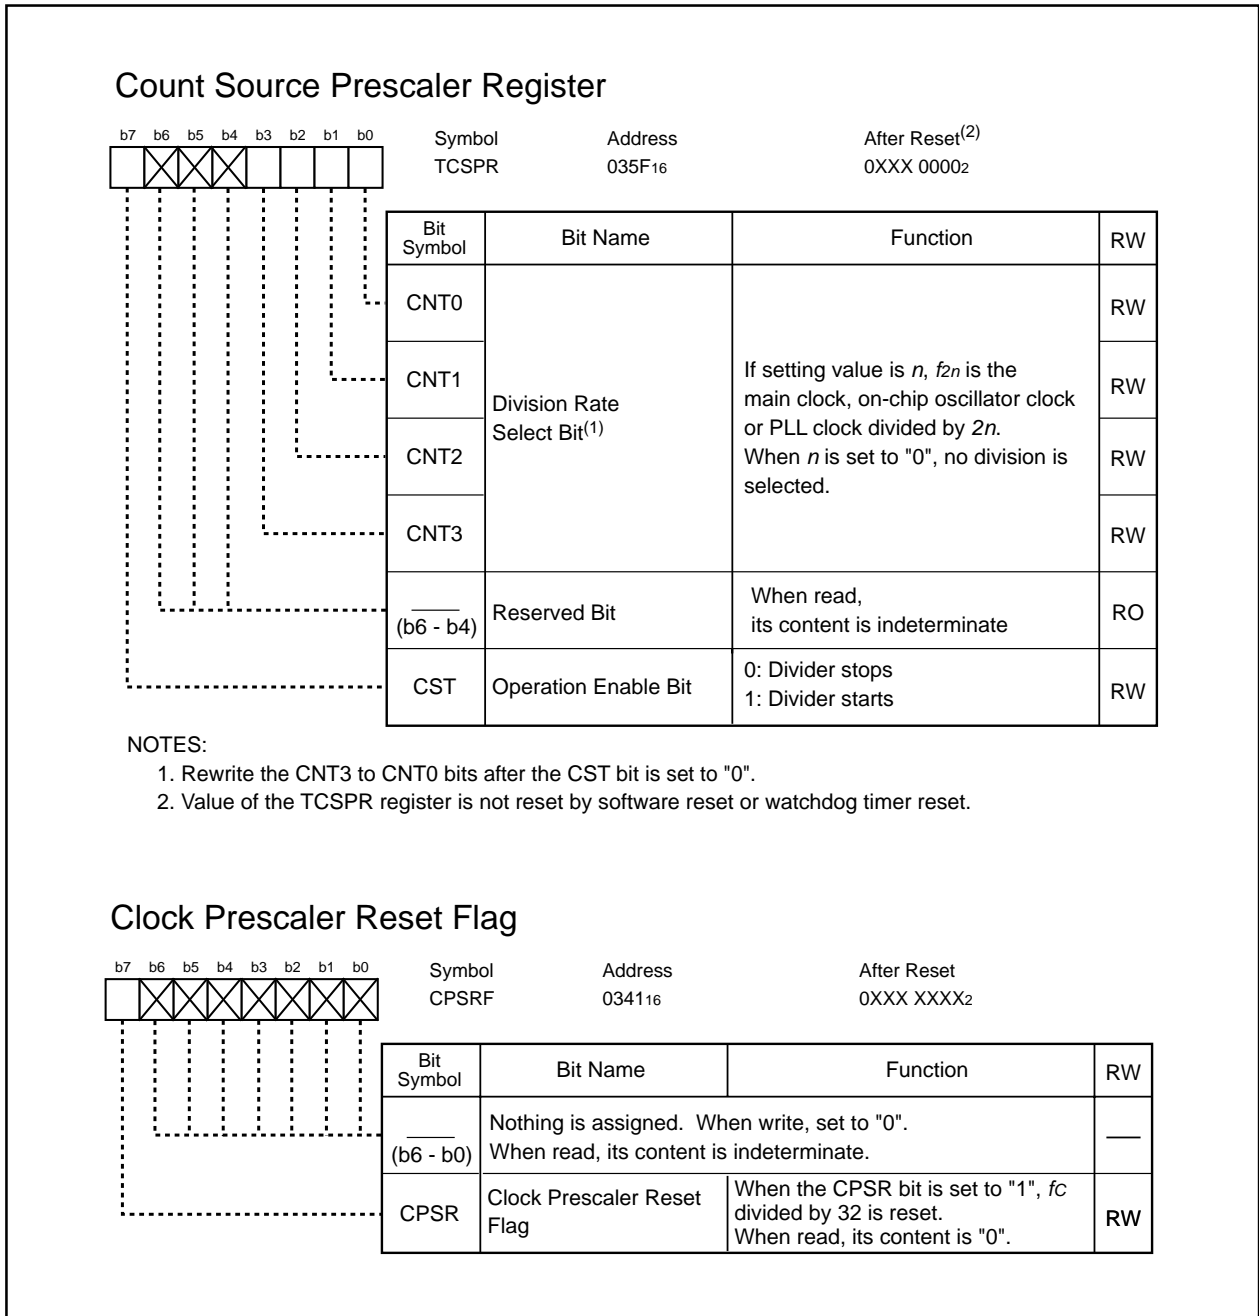 Count Source Prescaler Register
b7 b6 b5 b4 b3 b2 b1 b0
Symbol Address After Reset(2)
TCSPR 035F16 0XXX 00002
Bit Symbol Bit Name Function RW
CNT0 RW
CNT1 RW
CNT2 RW
CNT3 RW
Division Rate
Select Bit(1)
If setting value is n, f2n is the
main clock, on-chip oscillator clock
or PLL clock divided by 2n.
When n is set to "0", no division is
selected.
(b6 - b4) Reserved Bit
When read,
its content is indeterminate
RO
CST Operation Enable Bit
0: Divider stops
1: Divider starts
RW
NOTES:
1. Rewrite the CNT3 to CNT0 bits after the CST bit is set to "0".
2. Value of the TCSPR register is not reset by software reset or watchdog timer reset.
Clock Prescaler Reset Flag
b7 b6 b5 b4 b3 b2 b1 b0
Symbol Address After Reset
CPSRF 034116 0XXX XXXX2
Bit Symbol Bit Name Function RW
(b6 - b0)
Nothing is assigned. When write, set to "0".
When read, its content is indeterminate.
CPSR
Clock Prescaler Reset
Flag
When the CPSR bit is set to "1", fC
divided by 32 is reset.
When read, its content is "0".
RW